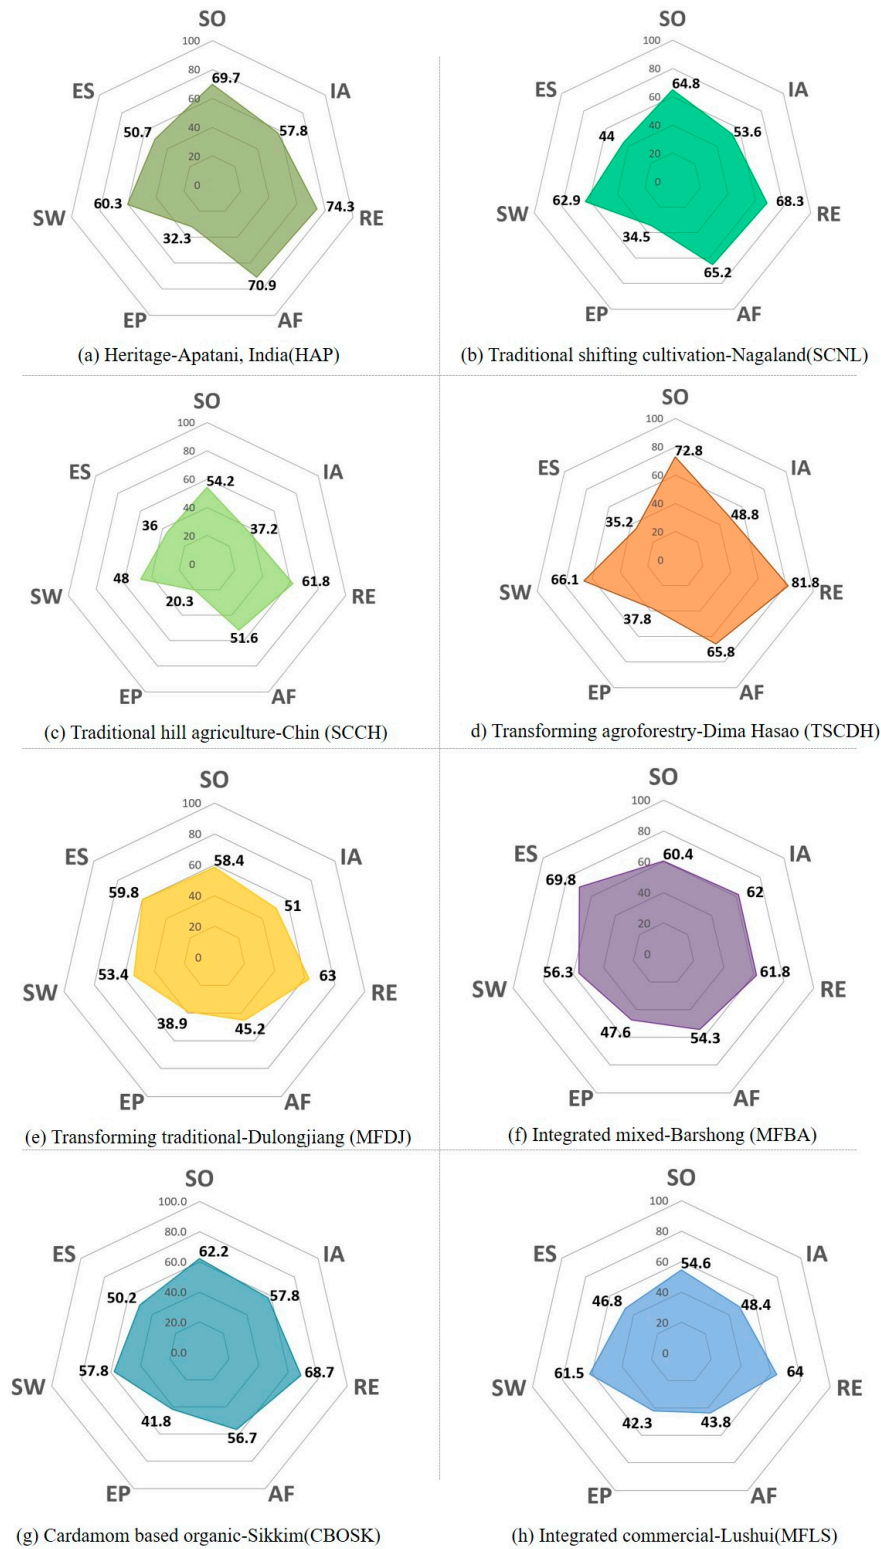 SO
100
80
60
40
20
0
69.7
IA
57.8
RE
74.3
AF
70.9
EP
32.3
SW
60.3
ES
50.7
(a) Heritage-Apatani, India(HAP)
SO
100
80
60
40
20
0
64.8
IA
53.6
RE
68.3
AF
65.2
EP
34.5
SW
62.9
ES
44
(b) Traditional shifting cultivation-Nagaland(SCNL)
SO
100
80
60
40
20
0
54.2
IA
37.2
RE
61.8
AF
51.6
EP
20.3
SW
48
ES
36
(c) Traditional hill agriculture-Chin (SCCH)
SO
100
80
60
40
20
0
72.8
IA
48.8
RE
81.8
AF
65.8
EP
37.8
SW
66.1
ES
35.2
d) Transforming agroforestry-Dima Hasao (TSCDH)
SO
100
80
60
40
20
0
58.4
IA
51
RE
63
AF
45.2
EP
38.9
SW
53.4
ES
59.8
(e) Transforming traditional-Dulongjiang (MFDJ)
SO
100
80
60
40
20
0
60.4
IA
62
RE
61.8
AF
54.3
EP
47.6
SW
56.3
ES
69.8
(f) Integrated mixed-Barshong (MFBA)
SO
100.0
80.0
60.0
40.0
20.0
0.0
62.2
IA
57.8
RE
68.7
AF
56.7
EP
41.8
SW
57.8
ES
50.2
(g) Cardamom based organic-Sikkim(CBOSK)
SO
100
80
60
40
20
0
54.6
IA
48.4
RE
64
AF
43.8
EP
42.3
SW
61.5
ES
46.8
(h) Integrated commercial-Lushui(MFLS)